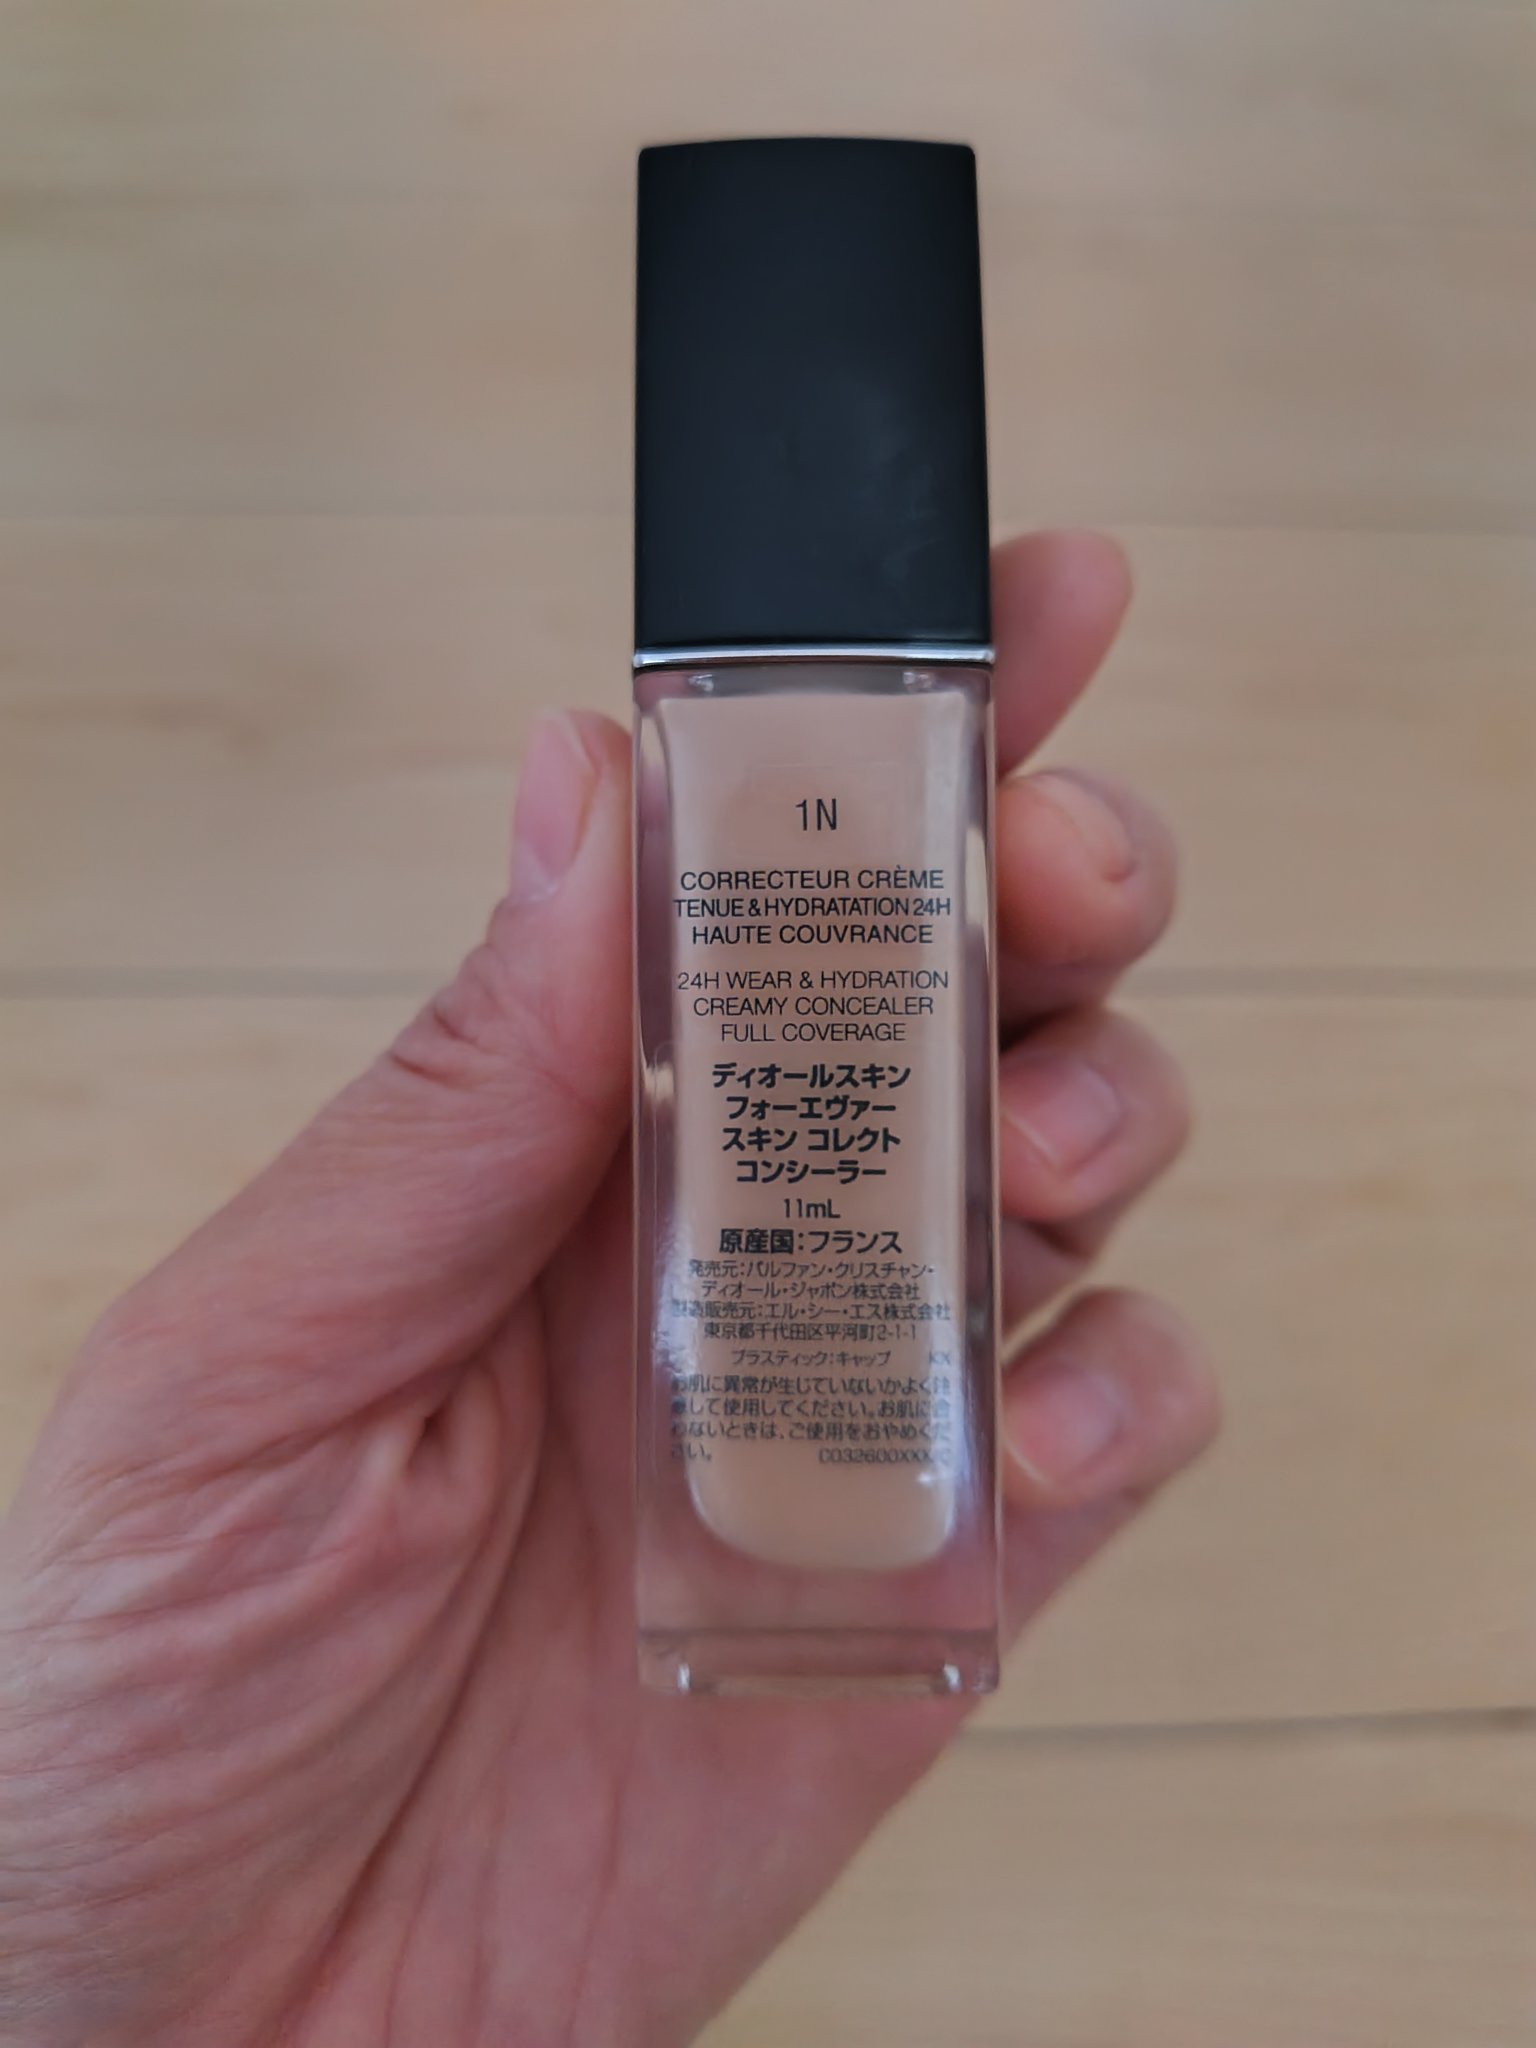 1N
CORRECTEUR CRÈME
TENUE & HYDRATATION 24H
HAUTE COUVRANCE
24H WEAR & HYDRATION
CREAMY CONCEALER
FULL COVERAGE
ディオールスキン
フォーエヴァー
スキン コレクト
コンシーラー
11mL
原産国:フランス
発売元:パルファン・クリスチャン・
ディオール・ジャポン株式会社
製造販売元:エル・シー・エス株式会社
東京都千代田区平河町2-1-1
プラスティック:キャップ KX
お肌に異常が生じていないかよく注
意して使用してください。お肌に合
わないときは、ご使用をおやめくだ
さい。